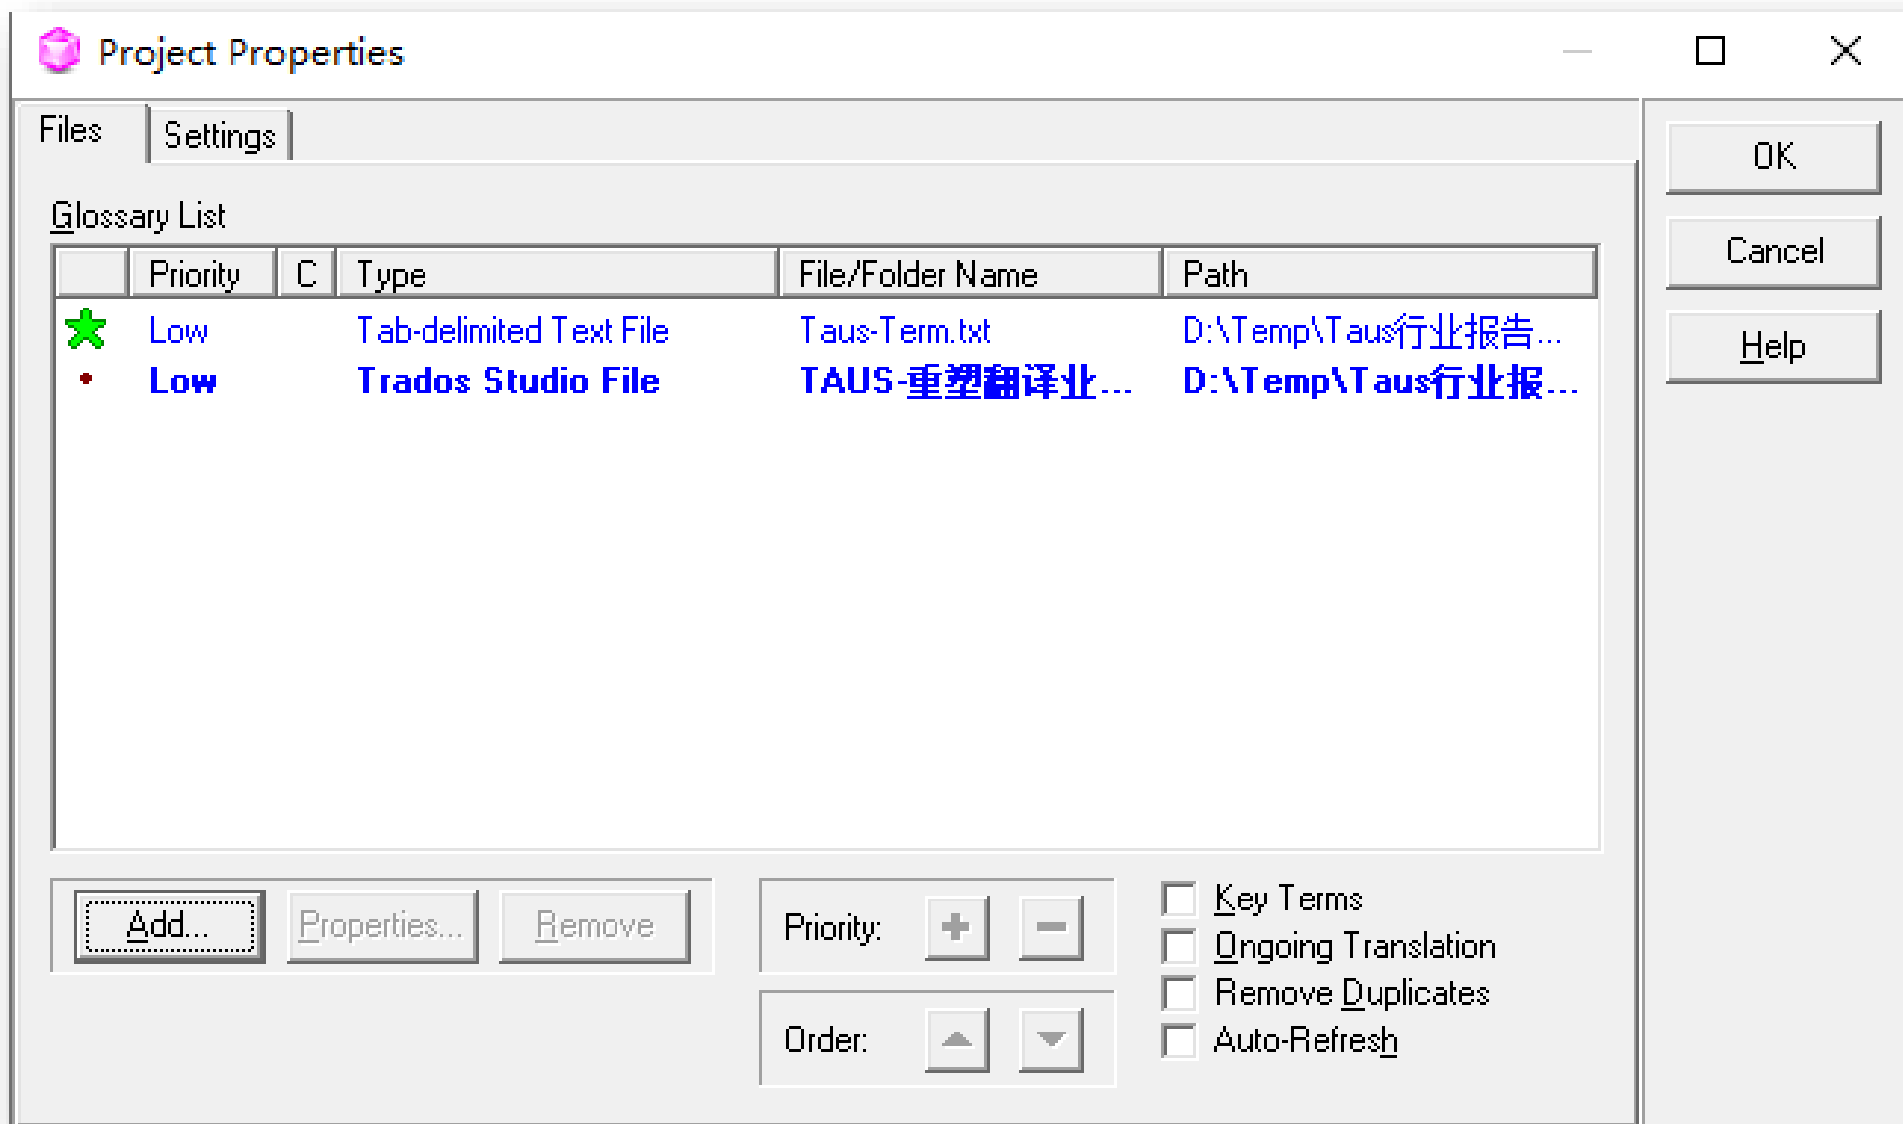 Project Properties
Files
Settings
OK
Cancel
Help
Glossary List
Priority C Type File/Folder Name Path
Low Tab-delimited Text File Taus-Term.txt D:\Temp\Taus行业报告...
Low Trados Studio File TAUS-重塑翻译业... D:\Temp\Taus行业报...
Add... Properties... Remove
Priority:
Order:
Key Terms
Ongoing Translation
Remove Duplicates
Auto-Refresh